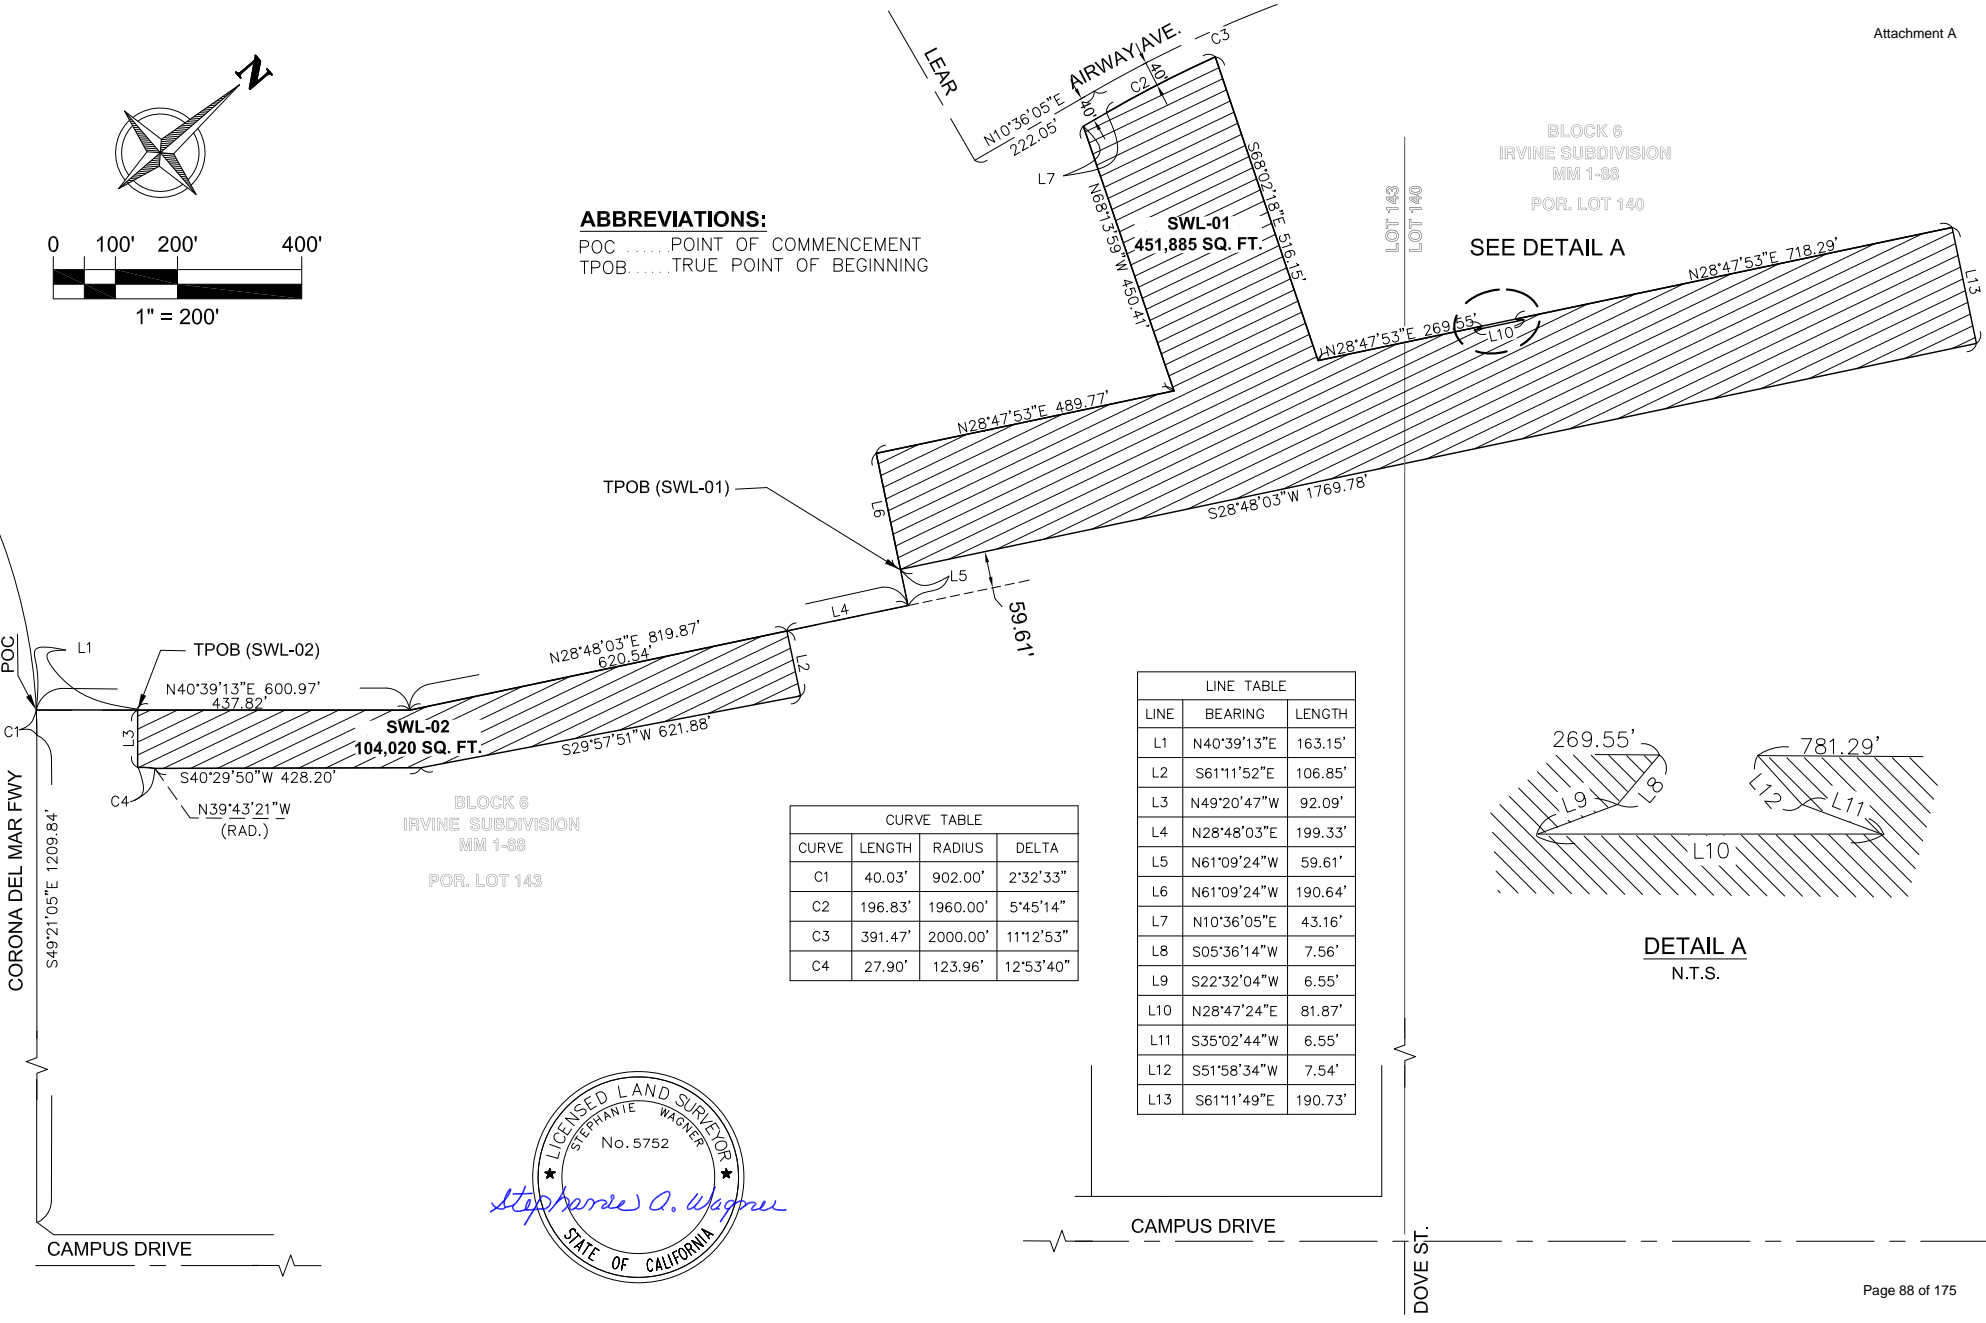 Attachment A
N
0 100' 200' 400'
1" = 200'
ABBREVIATIONS:
POC ...... POINT OF COMMENCEMENT
TPOB...... TRUE POINT OF BEGINNING
LEAR
AIRWAY AVE.
C3
N10°36'05"E
222.05'
40'
C2
40'
L7
N68°13'59"W 450.41'
S68°02'18"E 516.15'
SWL-01
451,885 SQ. FT.
LOT 143
LOT 140
BLOCK 6
IRVINE SUBDIVISION
MM 1-88
POR. LOT 140
SEE DETAIL A
N28°47'53"E 718.29'
L13
N28°47'53"E 269.55'
L10
N28°47'53"E 489.77'
L6
TPOB (SWL-01)
S28°48'03"W 1769.78'
L5
59.61'
L4
POC
L1
TPOB (SWL-02)
N28°48'03"E 819.87'
620.54'
L2
N40°39'13"E 600.97'
437.82'
SWL-02
104,020 SQ. FT.
C1
L3
S29°57'51"W 621.88'
S40°29'50"W 428.20'
C4
N39°43'21"W
(RAD.)
CORONA DEL MAR FWY
S49°21'05"E 1209.84'
BLOCK 6
IRVINE SUBDIVISION
MM 1-88
POR. LOT 143
CURVE TABLE
CURVE LENGTH RADIUS DELTA
C1 40.03' 902.00' 2°32'33"
C2 196.83' 1960.00' 5°45'14"
C3 391.47' 2000.00' 11°12'53"
C4 27.90' 123.96' 12°53'40"
LINE TABLE
LINE BEARING LENGTH
L1 N40°39'13"E 163.15'
L2 S61°11'52"E 106.85'
L3 N49°20'47"W 92.09'
L4 N28°48'03"E 199.33'
L5 N61°09'24"W 59.61'
L6 N61°09'24"W 190.64'
L7 N10°36'05"E 43.16'
L8 S05°36'14"W 7.56'
L9 S22°32'04"W 6.55'
L10 N28°47'24"E 81.87'
L11 S35°02'44"W 6.55'
L12 S51°58'34"W 7.54'
L13 S61°11'49"E 190.73'
269.55'
781.29'
L9
L8
L12
L11
L10
DETAIL A
N.T.S.
LICENSED LAND SURVEYOR
STEPHANIE WAGNER
No. 5752
Stephanie A. Wagner
STATE OF CALIFORNIA
CAMPUS DRIVE
CAMPUS DRIVE
DOVE ST.
Page 88 of 175